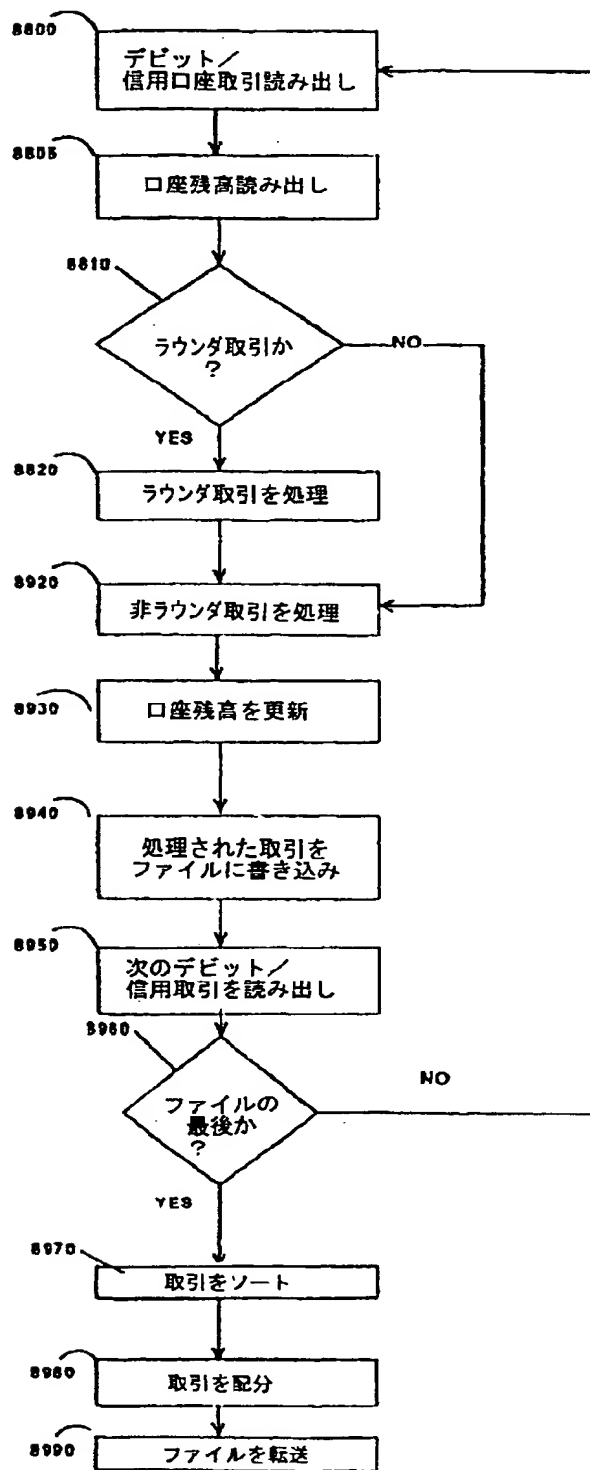 8800
デビット/
信用口座取引読み出し
8805
口座残高読み出し
8810
ラウンダ取引か
?
NO
YES
8820
ラウンダ取引を処理
8920
非ラウンダ取引を処理
8930
口座残高を更新
8940
処理された取引を
ファイルに書き込み
8950
次のデビット/
信用取引を読み出し
8960
ファイルの
最後か
?
NO
YES
8970
取引をソート
8980
取引を配分
8990
ファイルを転送